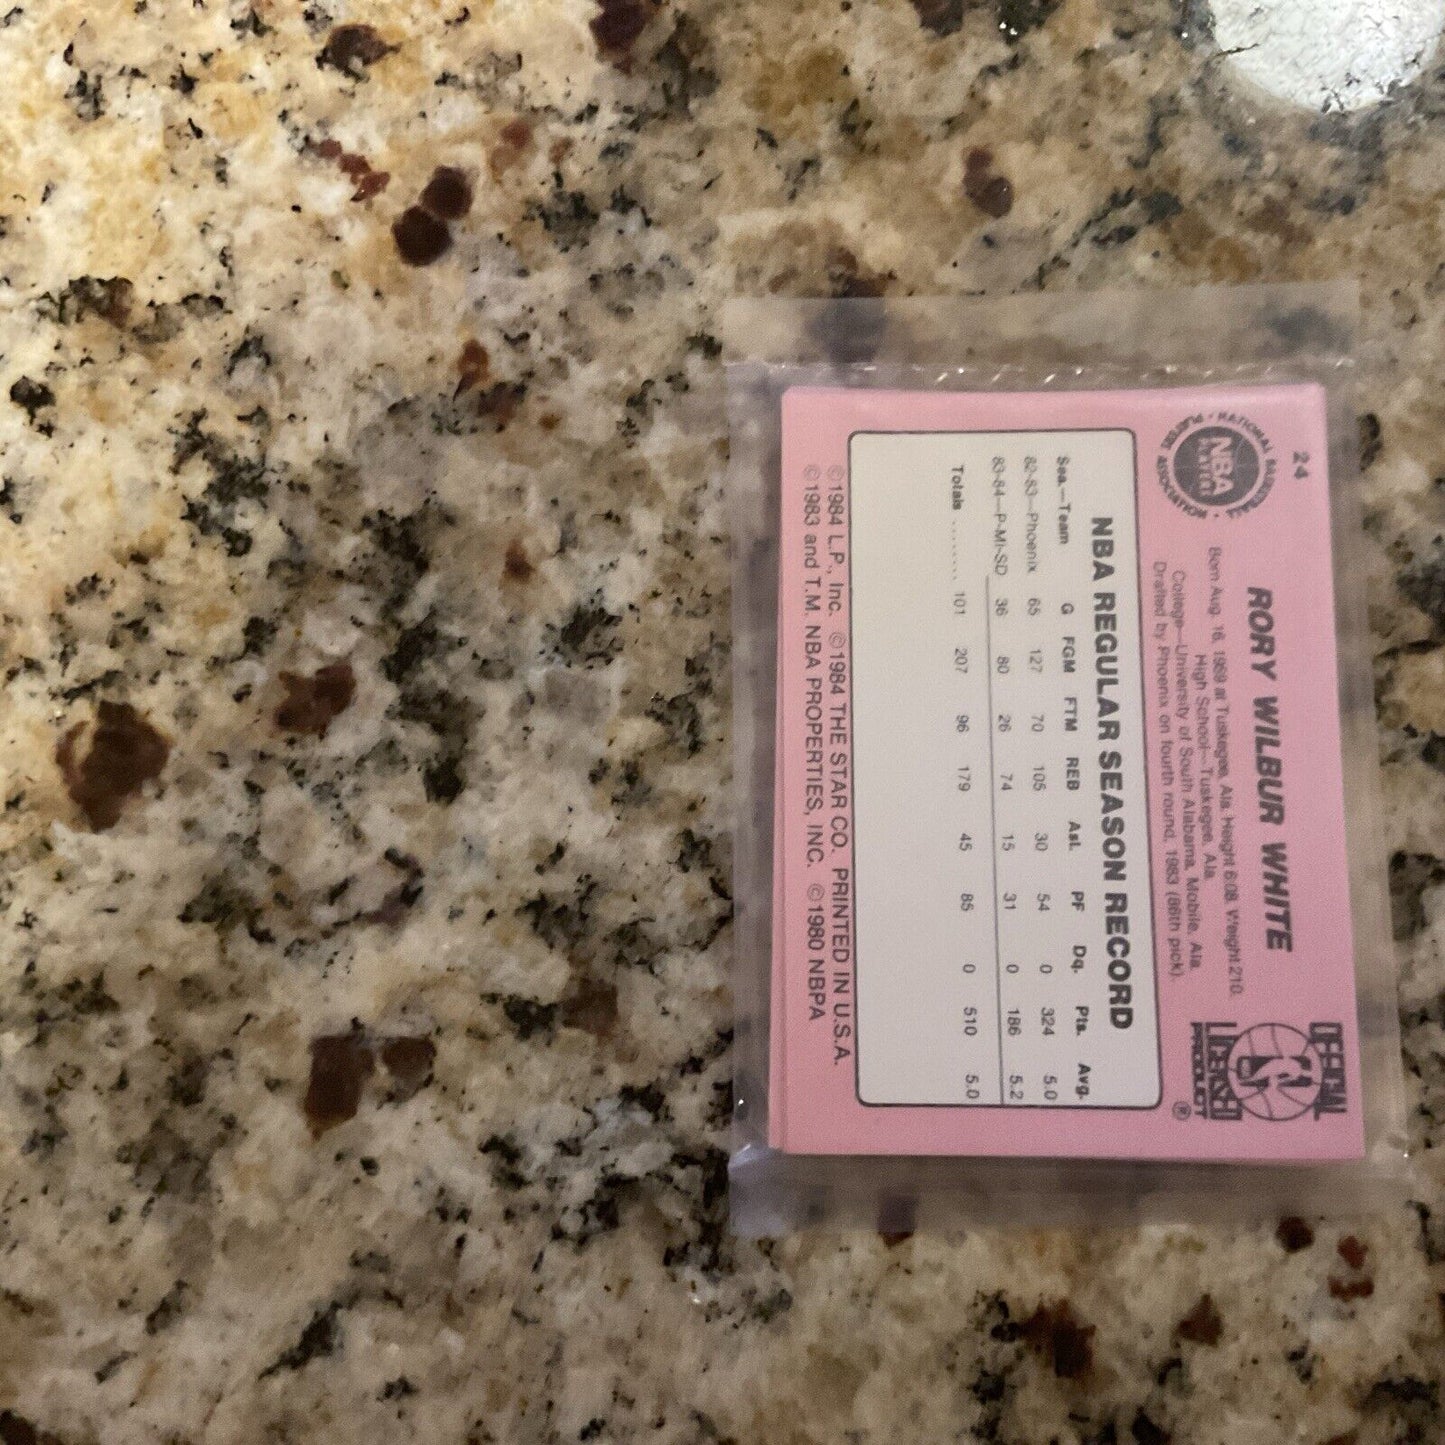 24
RORY WILBUR WHITE
Born Aug. 16, 1959 at Tuskegee, Ala. Height 6:08. Weight 210.
High School—Tuskegee, Ala.
College—University of South Alabama, Mobile, Ala.
Drafted by Phoenix on fourth round, 1983 (86th pick).
NATIONAL BASKETBALL PLAYERS ASSOCIATION
NBA
PLAYERS
OFFICIAL
LICENSED
PRODUCT
®
NBA REGULAR SEASON RECORD
Sea.—Team G FGM FTM REB Ast. PF Dq. Pts. Avg.
82-83—Phoenix 65 127 70 105 30 54 0 324 5.0
83-84—P-Mi-SD 36 80 26 74 15 31 0 186 5.2
Totals ........ 101 207 96 179 45 85 0 510 5.0
©1984 L.P., Inc. ©1984 THE STAR CO. PRINTED IN U.S.A.
©1983 and T.M. NBA PROPERTIES, INC. ©1980 NBPA